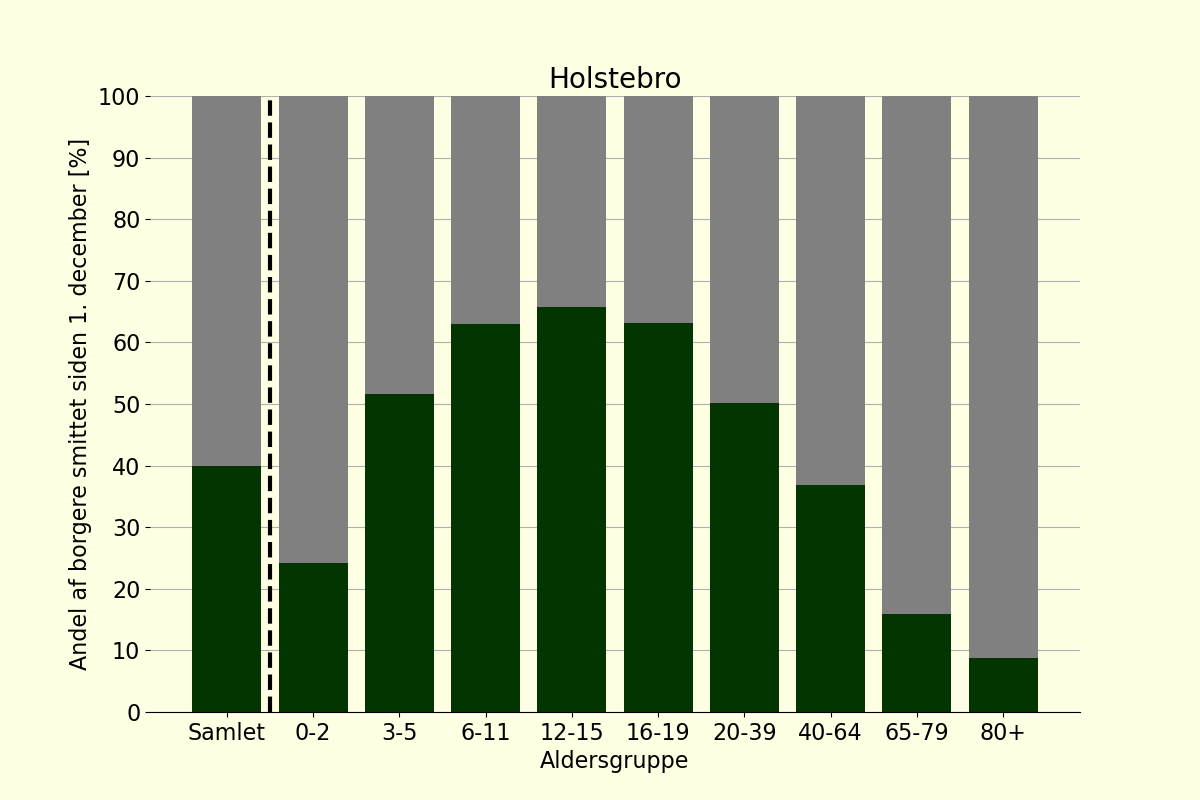 Holstebro
Andel af borgere smittet siden 1. december [%]
100
90
80
70
60
50
40
30
20
10
0
Samlet 0-2 3-5 6-11 12-15 16-19 20-39 40-64 65-79 80+
Aldersgruppe